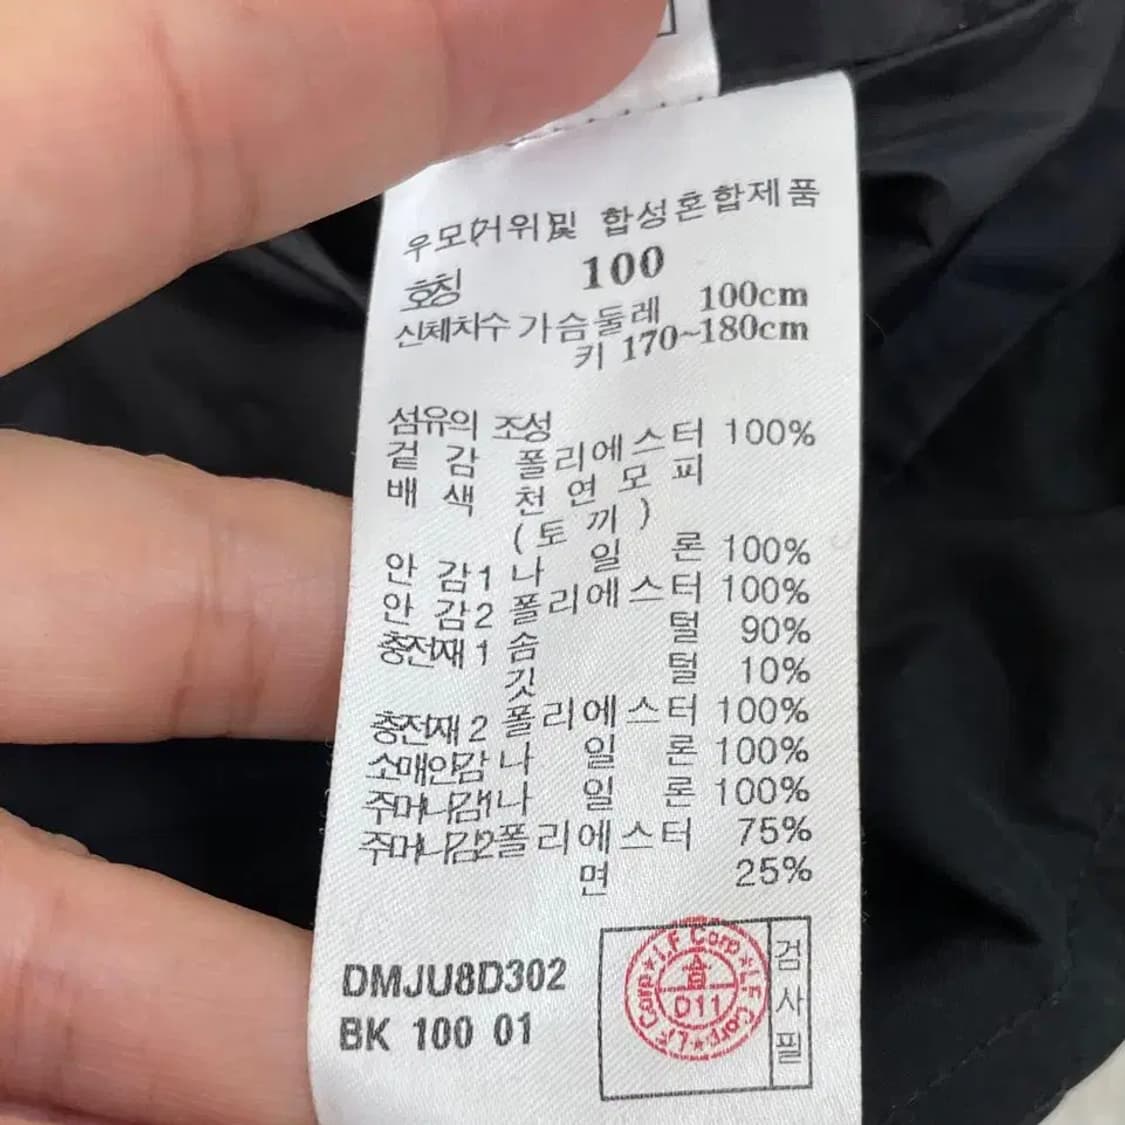 우모(거위)및 합성혼합제품
호칭 100
신체치수 가슴둘레 100cm
키 170~180cm
섬유의 조성
겉 감 폴리에스터 100%
배 색 천연모피
(토끼)
안 감1 나 일 론 100%
안 감2 폴리에스터 100%
충전재 1 솜 털 90%
깃 털 10%
충전재 2 폴리에스터 100%
소매안감 나 일 론 100%
주머니감1나 일 론 100%
주머니감2폴리에스터 75%
면 25%
DMJU8D302
BK 100 01
LF Corp ★ LF Corp ★ LF Corp ★
합
D11
검사필